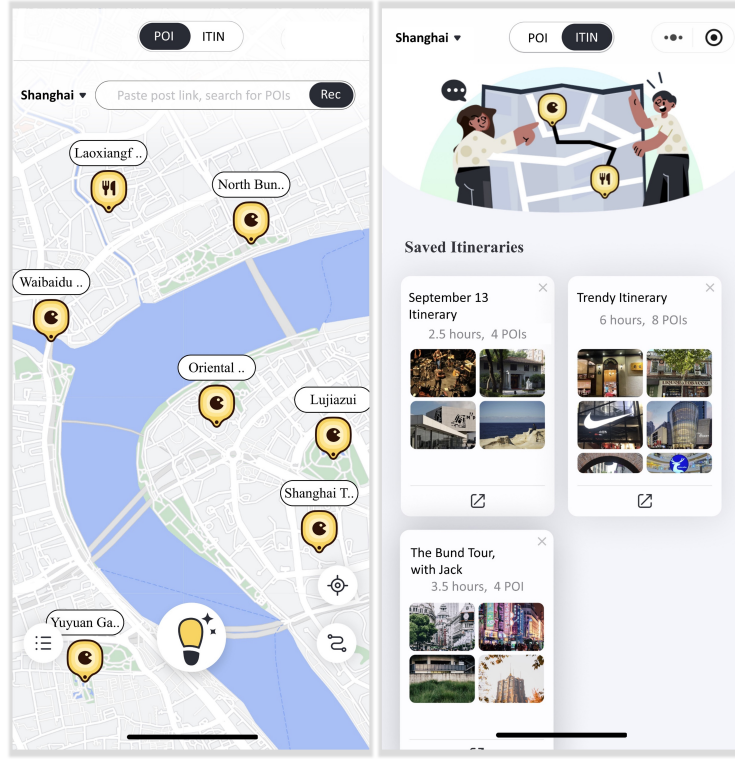 POI ITIN
Shanghai
Paste post link, search for POIs Rec
Laoxiangf ..
North Bun..
Waibaidu ..
Oriental ..
Lujiazui
Shanghai T..
Yuyuan Ga..
Shanghai
POI ITIN
Saved Itineraries
September 13
Itinerary
2.5 hours, 4 POIs
Trendy Itinerary
6 hours, 8 POIs
The Bund Tour,
with Jack
3.5 hours, 4 POI